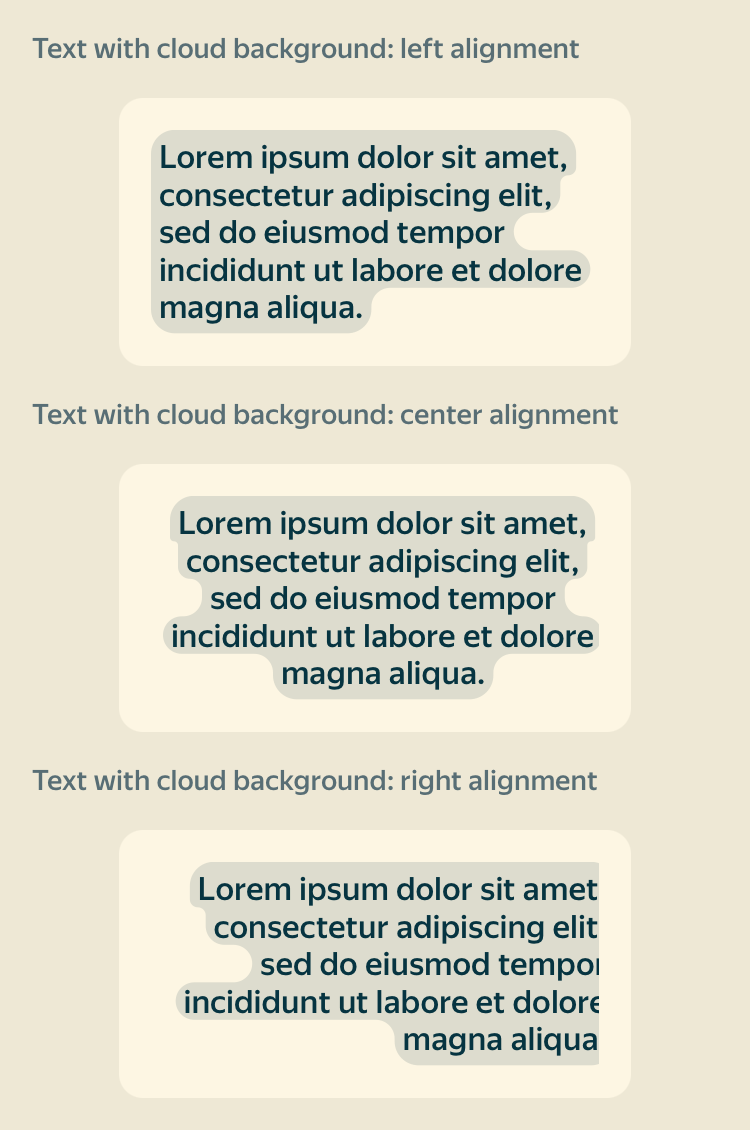 Text with cloud background: left alignment
Lorem ipsum dolor sit amet,
consectetur adipiscing elit,
sed do eiusmod tempor
incididunt ut labore et dolore
magna aliqua.
Text with cloud background: center alignment
Lorem ipsum dolor sit amet,
consectetur adipiscing elit,
sed do eiusmod tempor
incididunt ut labore et dolore
magna aliqua.
Text with cloud background: right alignment
Lorem ipsum dolor sit amet
consectetur adipiscing elit
sed do eiusmod tempor
incididunt ut labore et dolore
magna aliqua